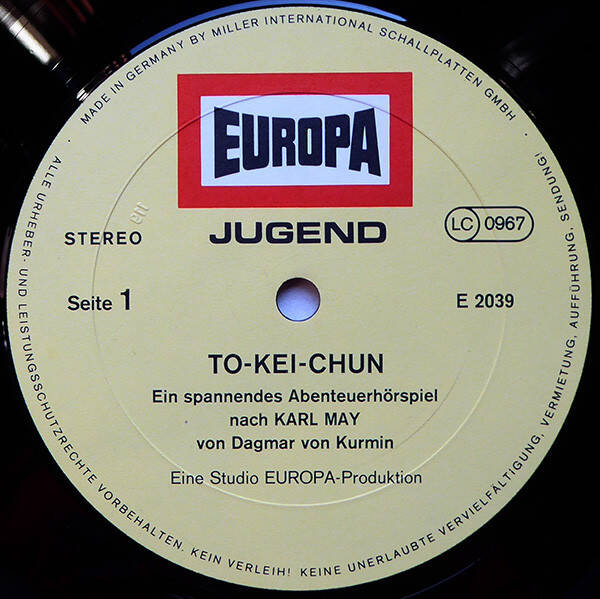 · MADE IN GERMANY BY MILLER INTERNATIONAL SCHALLPLATTEN GMBH ·
EUROPA
JUGEND
STEREO
LC 0967
Seite 1
E 2039
TO-KEI-CHUN
Ein spannendes Abenteuerhörspiel
nach KARL MAY
von Dagmar von Kurmin
Eine Studio EUROPA-Produktion
ALLE URHEBER- UND LEISTUNGSSCHUTZRECHTE VORBEHALTEN. KEIN VERLEIH! KEINE UNERLAUBTE VERVIELFÄLTIGUNG, VERMIETUNG, AUFFÜHRUNG, SENDUNG!